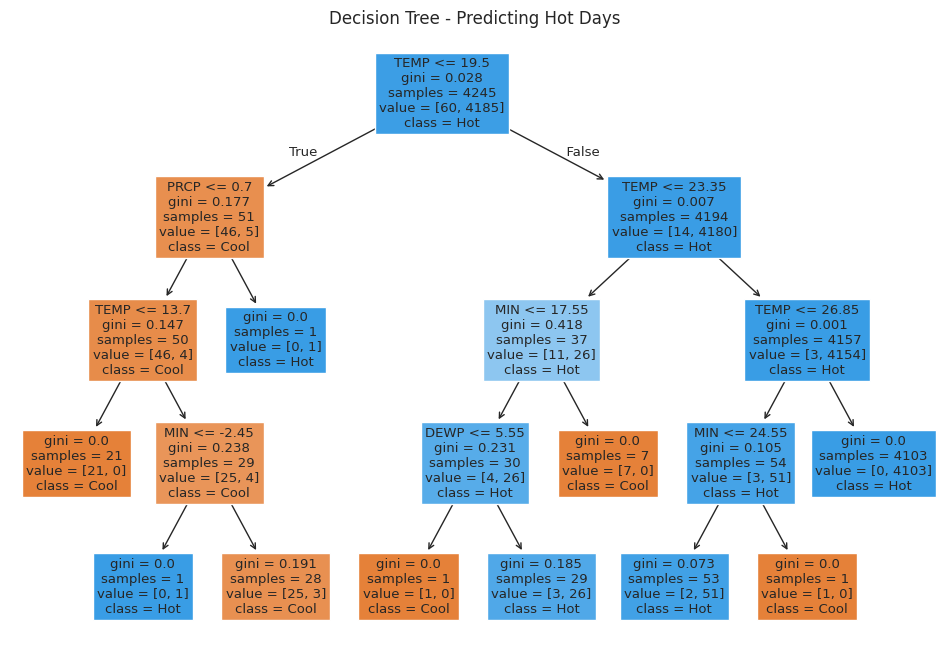 Decision Tree - Predicting Hot Days
TEMP <= 19.5
gini = 0.028
samples = 4245
value = [60, 4185]
class = Hot
True
False
PRCP <= 0.7
gini = 0.177
samples = 51
value = [46, 5]
class = Cool
TEMP <= 23.35
gini = 0.007
samples = 4194
value = [14, 4180]
class = Hot
TEMP <= 13.7
gini = 0.147
samples = 50
value = [46, 4]
class = Cool
gini = 0.0
samples = 1
value = [0, 1]
class = Hot
MIN <= 17.55
gini = 0.418
samples = 37
value = [11, 26]
class = Hot
TEMP <= 26.85
gini = 0.001
samples = 4157
value = [3, 4154]
class = Hot
gini = 0.0
samples = 21
value = [21, 0]
class = Cool
MIN <= -2.45
gini = 0.238
samples = 29
value = [25, 4]
class = Cool
DEWP <= 5.55
gini = 0.231
samples = 30
value = [4, 26]
class = Hot
gini = 0.0
samples = 7
value = [7, 0]
class = Cool
MIN <= 24.55
gini = 0.105
samples = 54
value = [3, 51]
class = Hot
gini = 0.0
samples = 4103
value = [0, 4103]
class = Hot
gini = 0.0
samples = 1
value = [0, 1]
class = Hot
gini = 0.191
samples = 28
value = [25, 3]
class = Cool
gini = 0.0
samples = 1
value = [1, 0]
class = Cool
gini = 0.185
samples = 29
value = [3, 26]
class = Hot
gini = 0.073
samples = 53
value = [2, 51]
class = Hot
gini = 0.0
samples = 1
value = [1, 0]
class = Cool